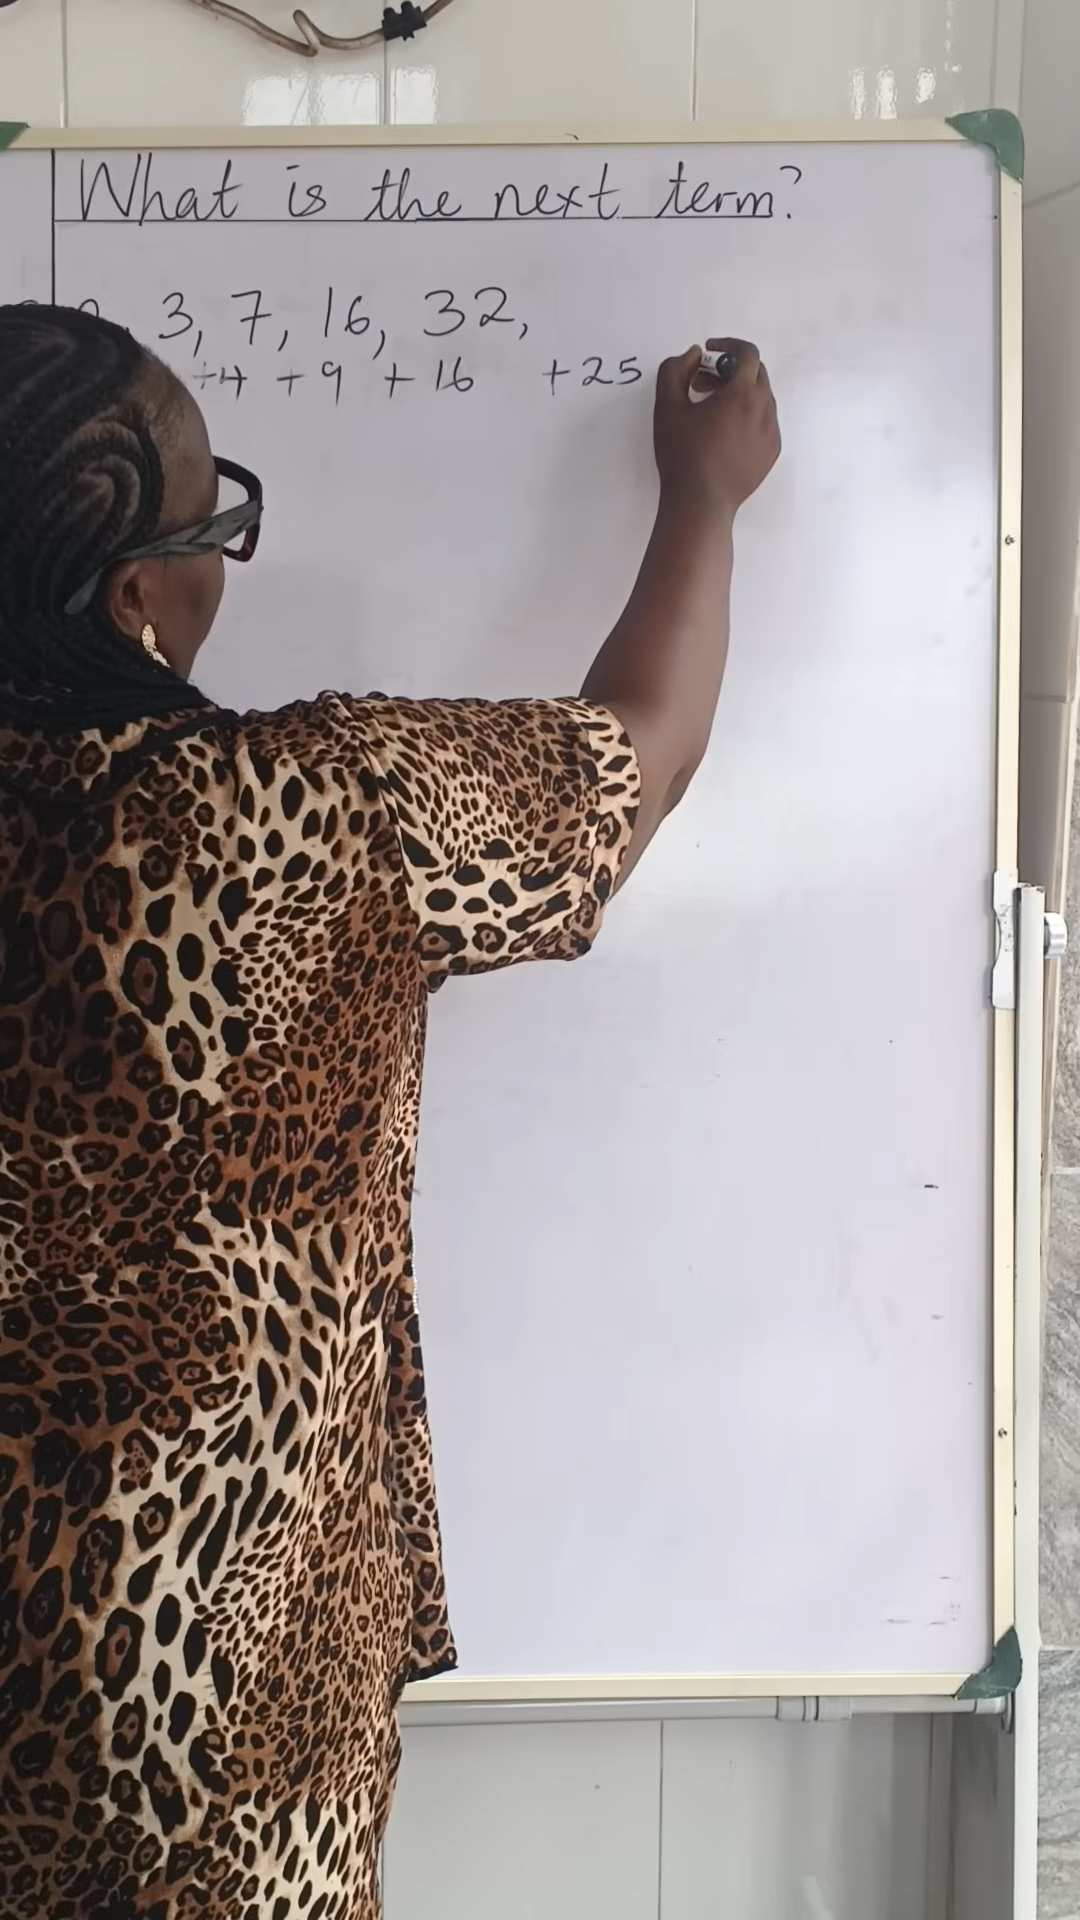 What is the next term?
3, 7, 16, 32,
+4 +9 +16 +25